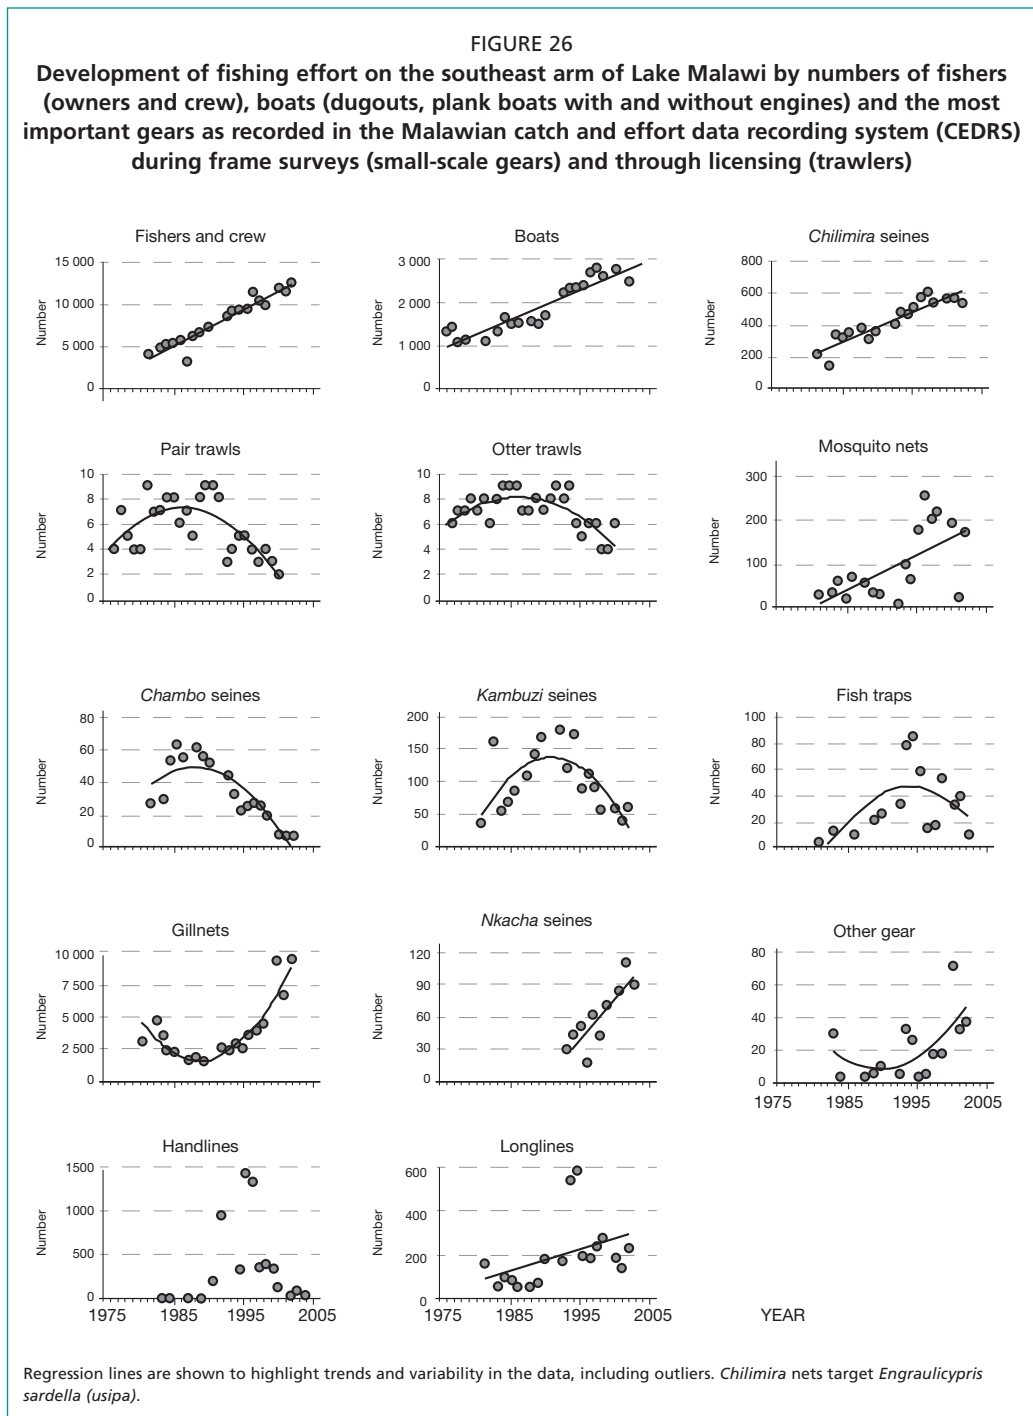 FIGURE 26
Development of fishing effort on the southeast arm of Lake Malawi by numbers of fishers
(owners and crew), boats (dugouts, plank boats with and without engines) and the most
important gears as recorded in the Malawian catch and effort data recording system (CEDRS)
during frame surveys (small-scale gears) and through licensing (trawlers)
Fishers and crew
Number
15 000
10 000
5 000
0
Boats
Number
3 000
2 000
1 000
0
Chilimira seines
Number
800
600
400
200
0
Pair trawls
Number
10
8
6
4
2
0
Otter trawls
Number
10
8
6
4
2
0
Mosquito nets
Number
300
200
100
0
Chambo seines
Number
80
60
40
20
0
Kambuzi seines
Number
200
150
100
50
0
Fish traps
Number
100
80
60
40
20
0
Gillnets
Number
10 000
7 500
5 000
2 500
0
Nkacha seines
Number
120
90
60
30
0
Other gear
Number
80
60
40
20
0
1975 1985 1995 2005
Handlines
Number
1500
1000
500
0
1975 1985 1995 2005
Longlines
Number
600
400
200
0
1975 1985 1995 2005
YEAR
Regression lines are shown to highlight trends and variability in the data, including outliers. Chilimira nets target Engraulicypris
sardella (usipa).